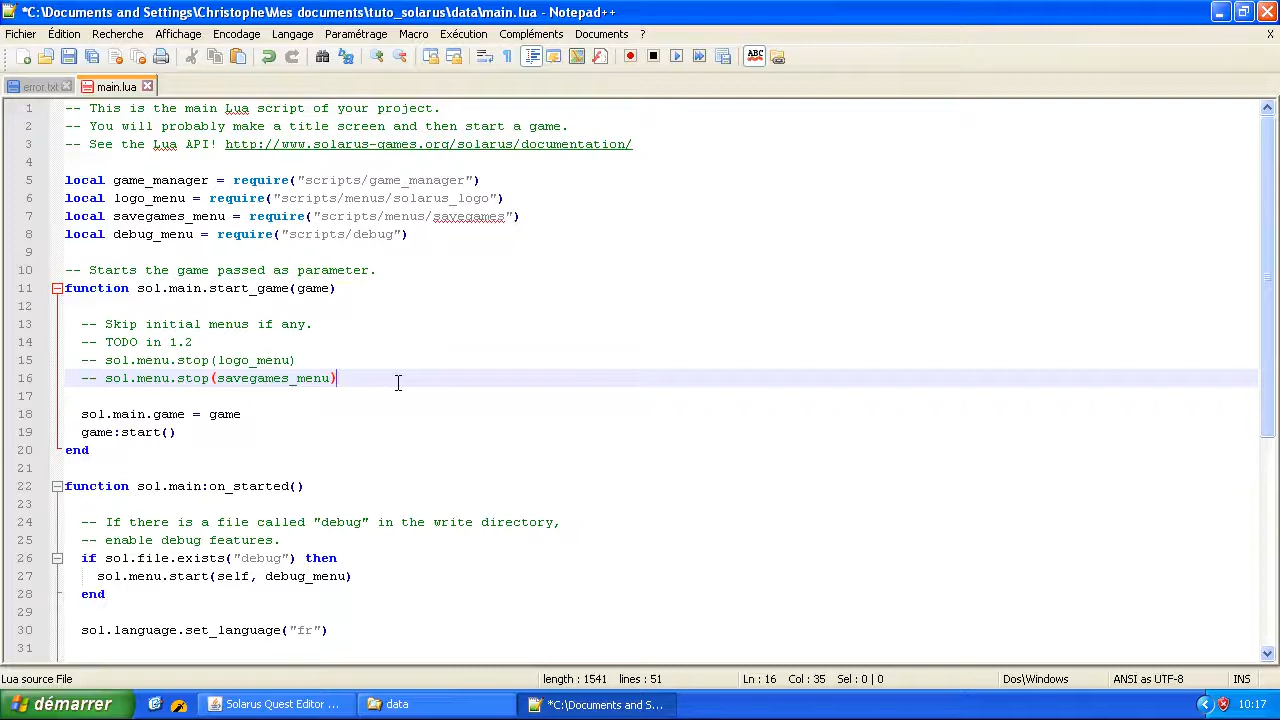 *C:\Documents and Settings\Christophe\Mes documents\tuto_solarus\data\main.lua - Notepad++
Fichier Édition Recherche Affichage Encodage Langage Paramétrage Macro Exécution Compléments Documents ? X
error.txt main.lua
1 -- This is the main Lua script of your project.
2 -- You will probably make a title screen and then start a game.
3 -- See the Lua API! http://www.solarus-games.org/solarus/documentation/
4
5 local game_manager = require("scripts/game_manager")
6 local logo_menu = require("scripts/menus/solarus_logo")
7 local savegames_menu = require("scripts/menus/savegames")
8 local debug_menu = require("scripts/debug")
9
10 -- Starts the game passed as parameter.
11 function sol.main.start_game(game)
12
13 -- Skip initial menus if any.
14 -- TODO in 1.2
15 -- sol.menu.stop(logo_menu)
16 -- sol.menu.stop(savegames_menu)
17
18 sol.main.game = game
19 game:start()
20 end
21
22 function sol.main:on_started()
23
24 -- If there is a file called "debug" in the write directory,
25 -- enable debug features.
26 if sol.file.exists("debug") then
27 sol.menu.start(self, debug_menu)
28 end
29
30 sol.language.set_language("fr")
31
Lua source File length : 1541 lines : 51 Ln : 16 Col : 35 Sel : 0 | 0 Dos\Windows ANSI as UTF-8 INS
démarrer Solarus Quest Editor ... data *C:\Documents and S... 10:17